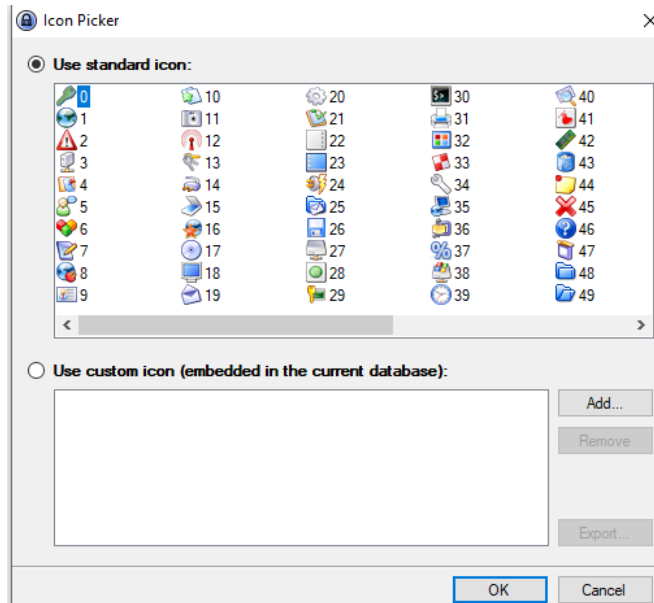 Icon Picker
Use standard icon:
0 10 20 30 40
1 11 21 31 41
2 12 22 32 42
3 13 23 33 43
4 14 24 34 44
5 15 25 35 45
6 16 26 36 46
7 17 27 37 47
8 18 28 38 48
9 19 29 39 49
Use custom icon (embedded in the current database):
Add...
Remove
Export...
OK Cancel